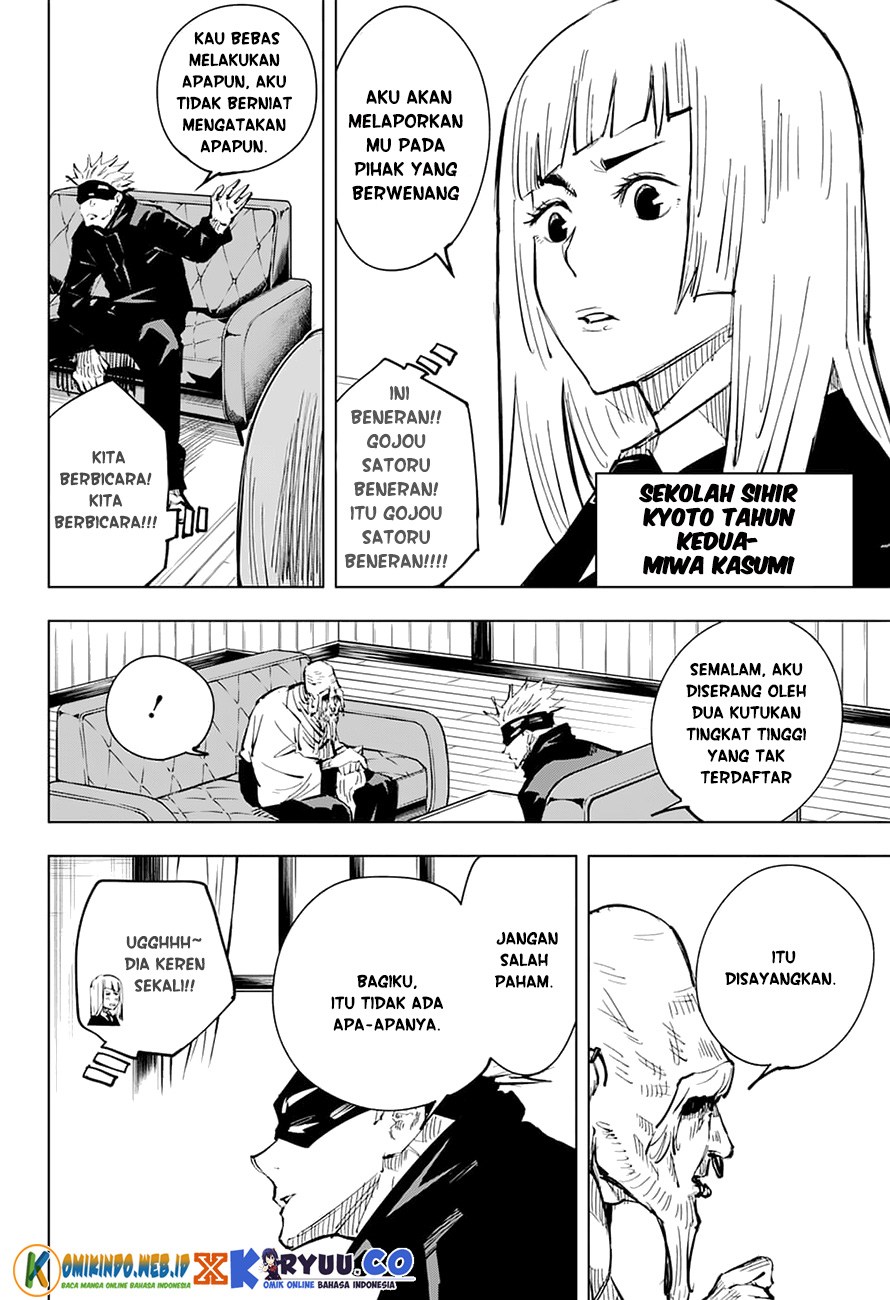 AKU AKAN
MELAPORKAN
MU PADA
PIHAK YANG
BERWENANG
INI
BENERAN!!
GOJOU
SATORU
BENERAN!
ITU GOJOU
SATORU
BENERAN!!!!
SEKOLAH SIHIR
KYOTO TAHUN
KEDUA-
MIWA KASUMI
KAU BEBAS
MELAKUKAN
APAPUN, AKU
TIDAK BERNIAT
MENGATAKAN
APAPUN.
KITA
BERBICARA!
KITA
BERBICARA!!!
SEMALAM, AKU
DISERANG OLEH
DUA KUTUKAN
TINGKAT TINGGI
YANG TAK
TERDAFTAR
!
ITU
DISAYANGKAN.
JANGAN
SALAH
PAHAM.
BAGIKU,
ITU TIDAK ADA
APA-APANYA.
UGGHHH~
DIA KEREN
SEKALI!!
KOMIKINDO.WEB.ID X KIRYUU.CO
BACA MANGA ONLINE BAHASA INDONESIA
OMIK ONLINE BAHASA INDONESIA